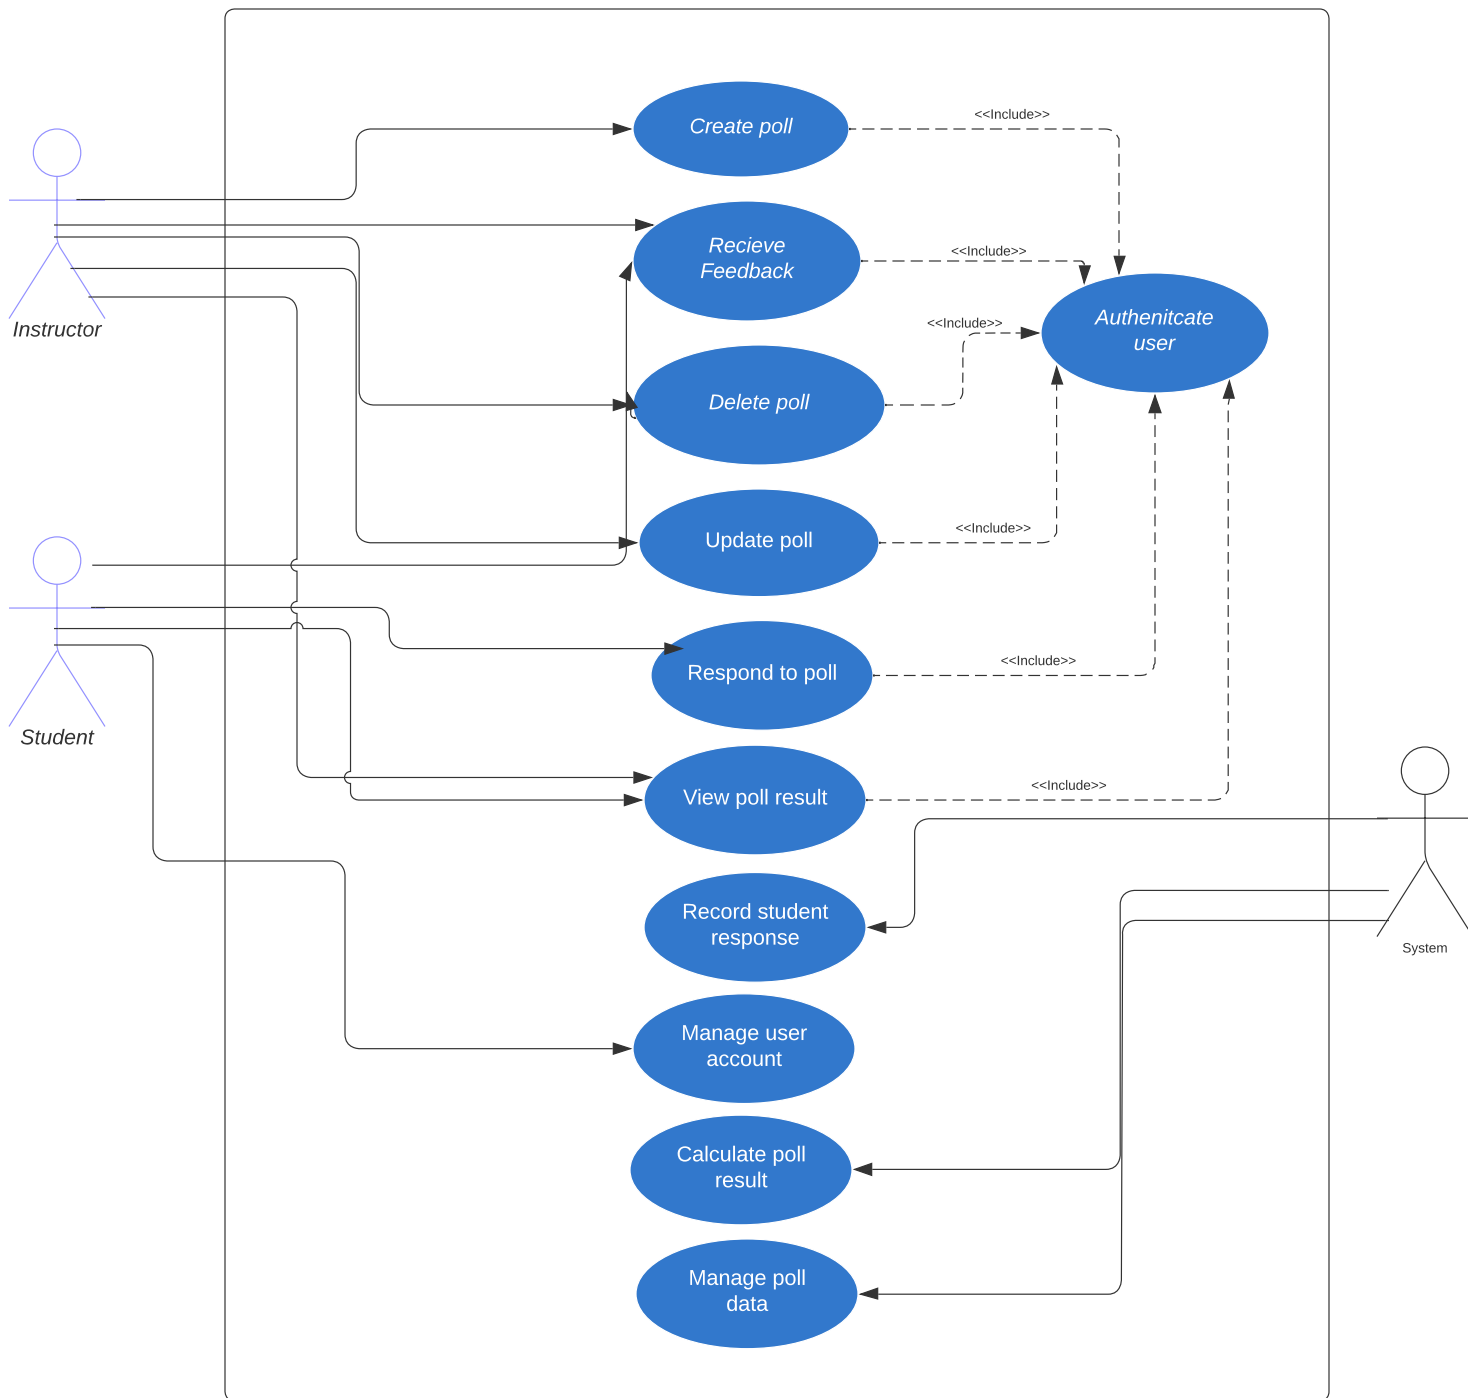 Create poll
<<Include>>
Recieve
Feedback
<<Include>>
Instructor
Authenitcate
user
<<Include>>
Delete poll
Update poll
<<Include>>
Respond to poll
<<Include>>
Student
View poll result
<<Include>>
Record student
response
System
Manage user
account
Calculate poll
result
Manage poll
data